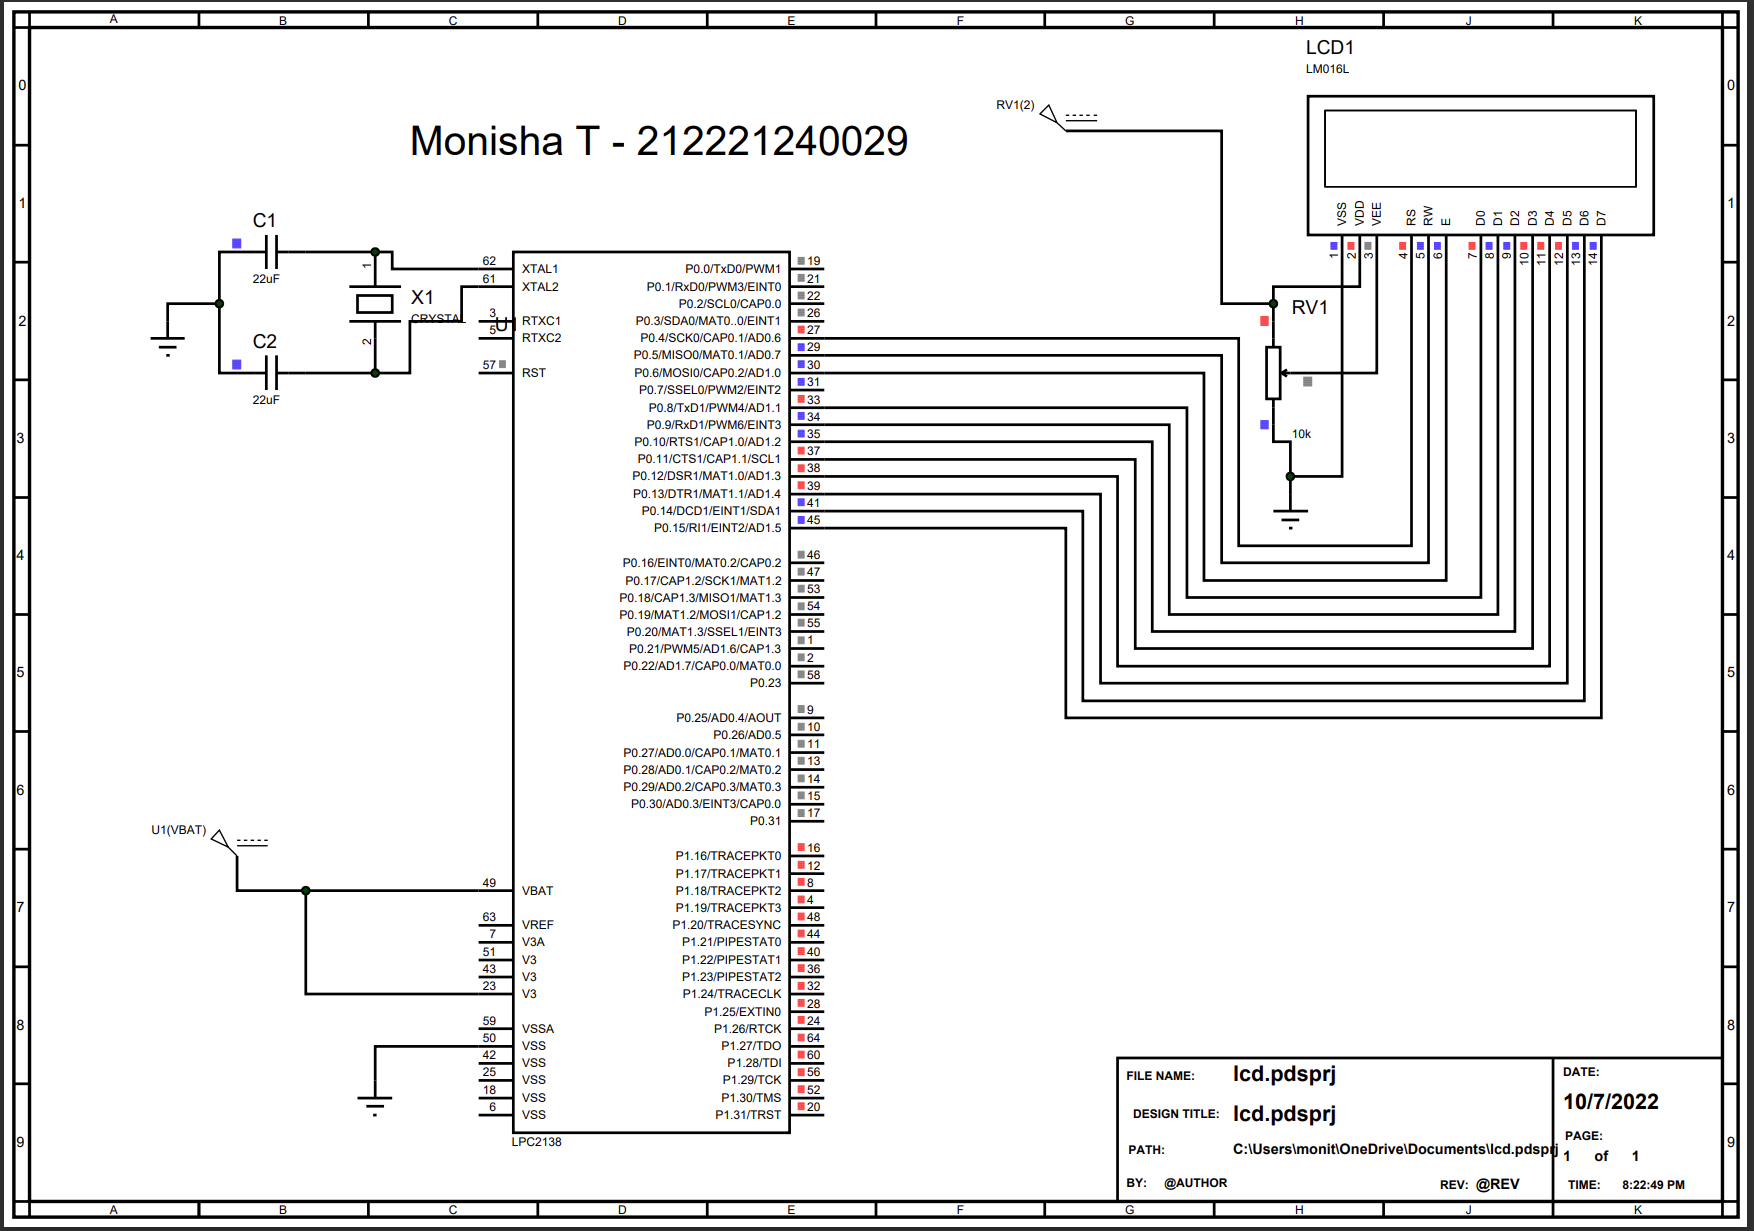 A B C D E F G H J K
LCD1
LM016L
0 0
RV1(2)
Monisha T - 212221240029
1 1
VSS VDD VEE RS RW E D0 D1 D2 D3 D4 D5 D6 D7
1 2 3 4 5 6 7 8 9 10 11 12 13 14
C1
22uF
1
X1
CRYSTAL
2
C2
22uF
2 2
RV1
10k
3 3
U1
62 XTAL1
61 XTAL2
3 RTXC1
5 RTXC2
57 RST
P0.0/TxD0/PWM1 19
P0.1/RxD0/PWM3/EINT0 21
P0.2/SCL0/CAP0.0 22
P0.3/SDA0/MAT0..0/EINT1 26
P0.4/SCK0/CAP0.1/AD0.6 27
P0.5/MISO0/MAT0.1/AD0.7 29
P0.6/MOSI0/CAP0.2/AD1.0 30
P0.7/SSEL0/PWM2/EINT2 31
P0.8/TxD1/PWM4/AD1.1 33
P0.9/RxD1/PWM6/EINT3 34
P0.10/RTS1/CAP1.0/AD1.2 35
P0.11/CTS1/CAP1.1/SCL1 37
P0.12/DSR1/MAT1.0/AD1.3 38
P0.13/DTR1/MAT1.1/AD1.4 39
P0.14/DCD1/EINT1/SDA1 41
P0.15/RI1/EINT2/AD1.5 45
4 4
P0.16/EINT0/MAT0.2/CAP0.2 46
P0.17/CAP1.2/SCK1/MAT1.2 47
P0.18/CAP1.3/MISO1/MAT1.3 53
P0.19/MAT1.2/MOSI1/CAP1.2 54
P0.20/MAT1.3/SSEL1/EINT3 55
P0.21/PWM5/AD1.6/CAP1.3 1
P0.22/AD1.7/CAP0.0/MAT0.0 2
P0.23 58
5 5
P0.25/AD0.4/AOUT 9
P0.26/AD0.5 10
P0.27/AD0.0/CAP0.1/MAT0.1 11
P0.28/AD0.1/CAP0.2/MAT0.2 13
P0.29/AD0.2/CAP0.3/MAT0.3 14
P0.30/AD0.3/EINT3/CAP0.0 15
P0.31 17
6 6
U1(VBAT)
49 VBAT
63 VREF
7 V3A
51 V3
43 V3
23 V3
59 VSSA
50 VSS
42 VSS
25 VSS
18 VSS
6 VSS
P1.16/TRACEPKT0 16
P1.17/TRACEPKT1 12
P1.18/TRACEPKT2 8
P1.19/TRACEPKT3 4
P1.20/TRACESYNC 48
P1.21/PIPESTAT0 44
P1.22/PIPESTAT1 40
P1.23/PIPESTAT2 36
P1.24/TRACECLK 32
P1.25/EXTIN0 28
P1.26/RTCK 24
P1.27/TDO 64
P1.28/TDI 60
P1.29/TCK 56
P1.30/TMS 52
P1.31/TRST 20
LPC2138
7 7
8 8
9 9
FILE NAME: lcd.pdsprj
DESIGN TITLE: lcd.pdsprj
PATH: C:\Users\monit\OneDrive\Documents\lcd.pdsprj
BY: @AUTHOR REV: @REV
DATE:
10/7/2022
PAGE:
1 of 1
TIME: 8:22:49 PM
A B C D E F G H J K